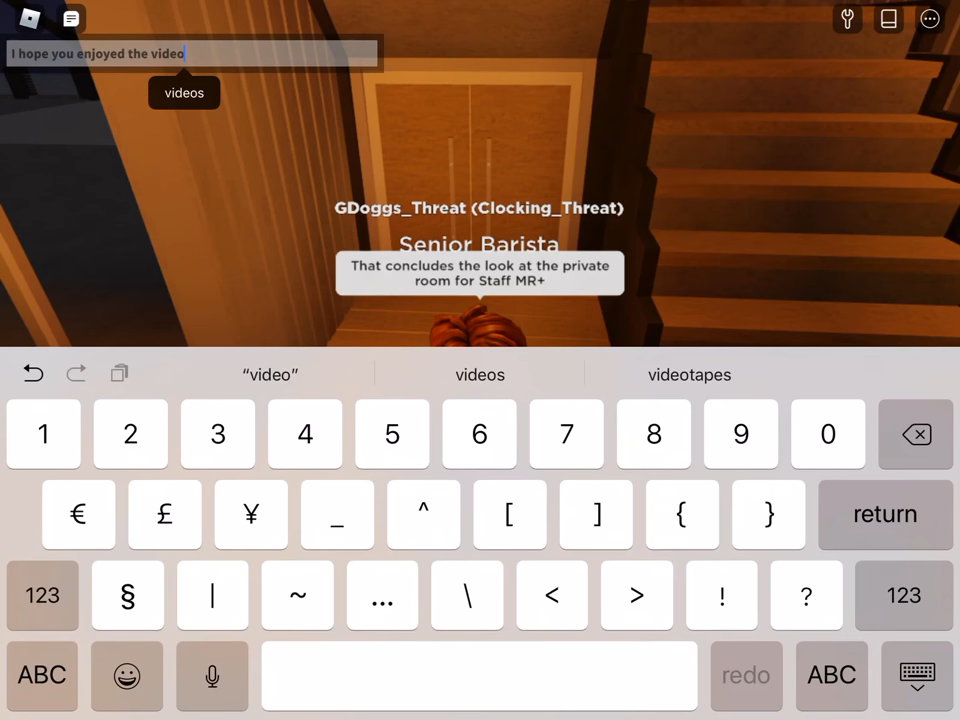 I hope you enjoyed the video
videos
GDoggs_Threat (Clocking_Threat)
Senior Barista
That concludes the look at the private
room for Staff MR+
“video” videos videotapes
1 2 3 4 5 6 7 8 9 0
€ £ ¥ _ ^ [ ] { } return
123 § | ~ … \ < > ! ? 123
ABC redo ABC